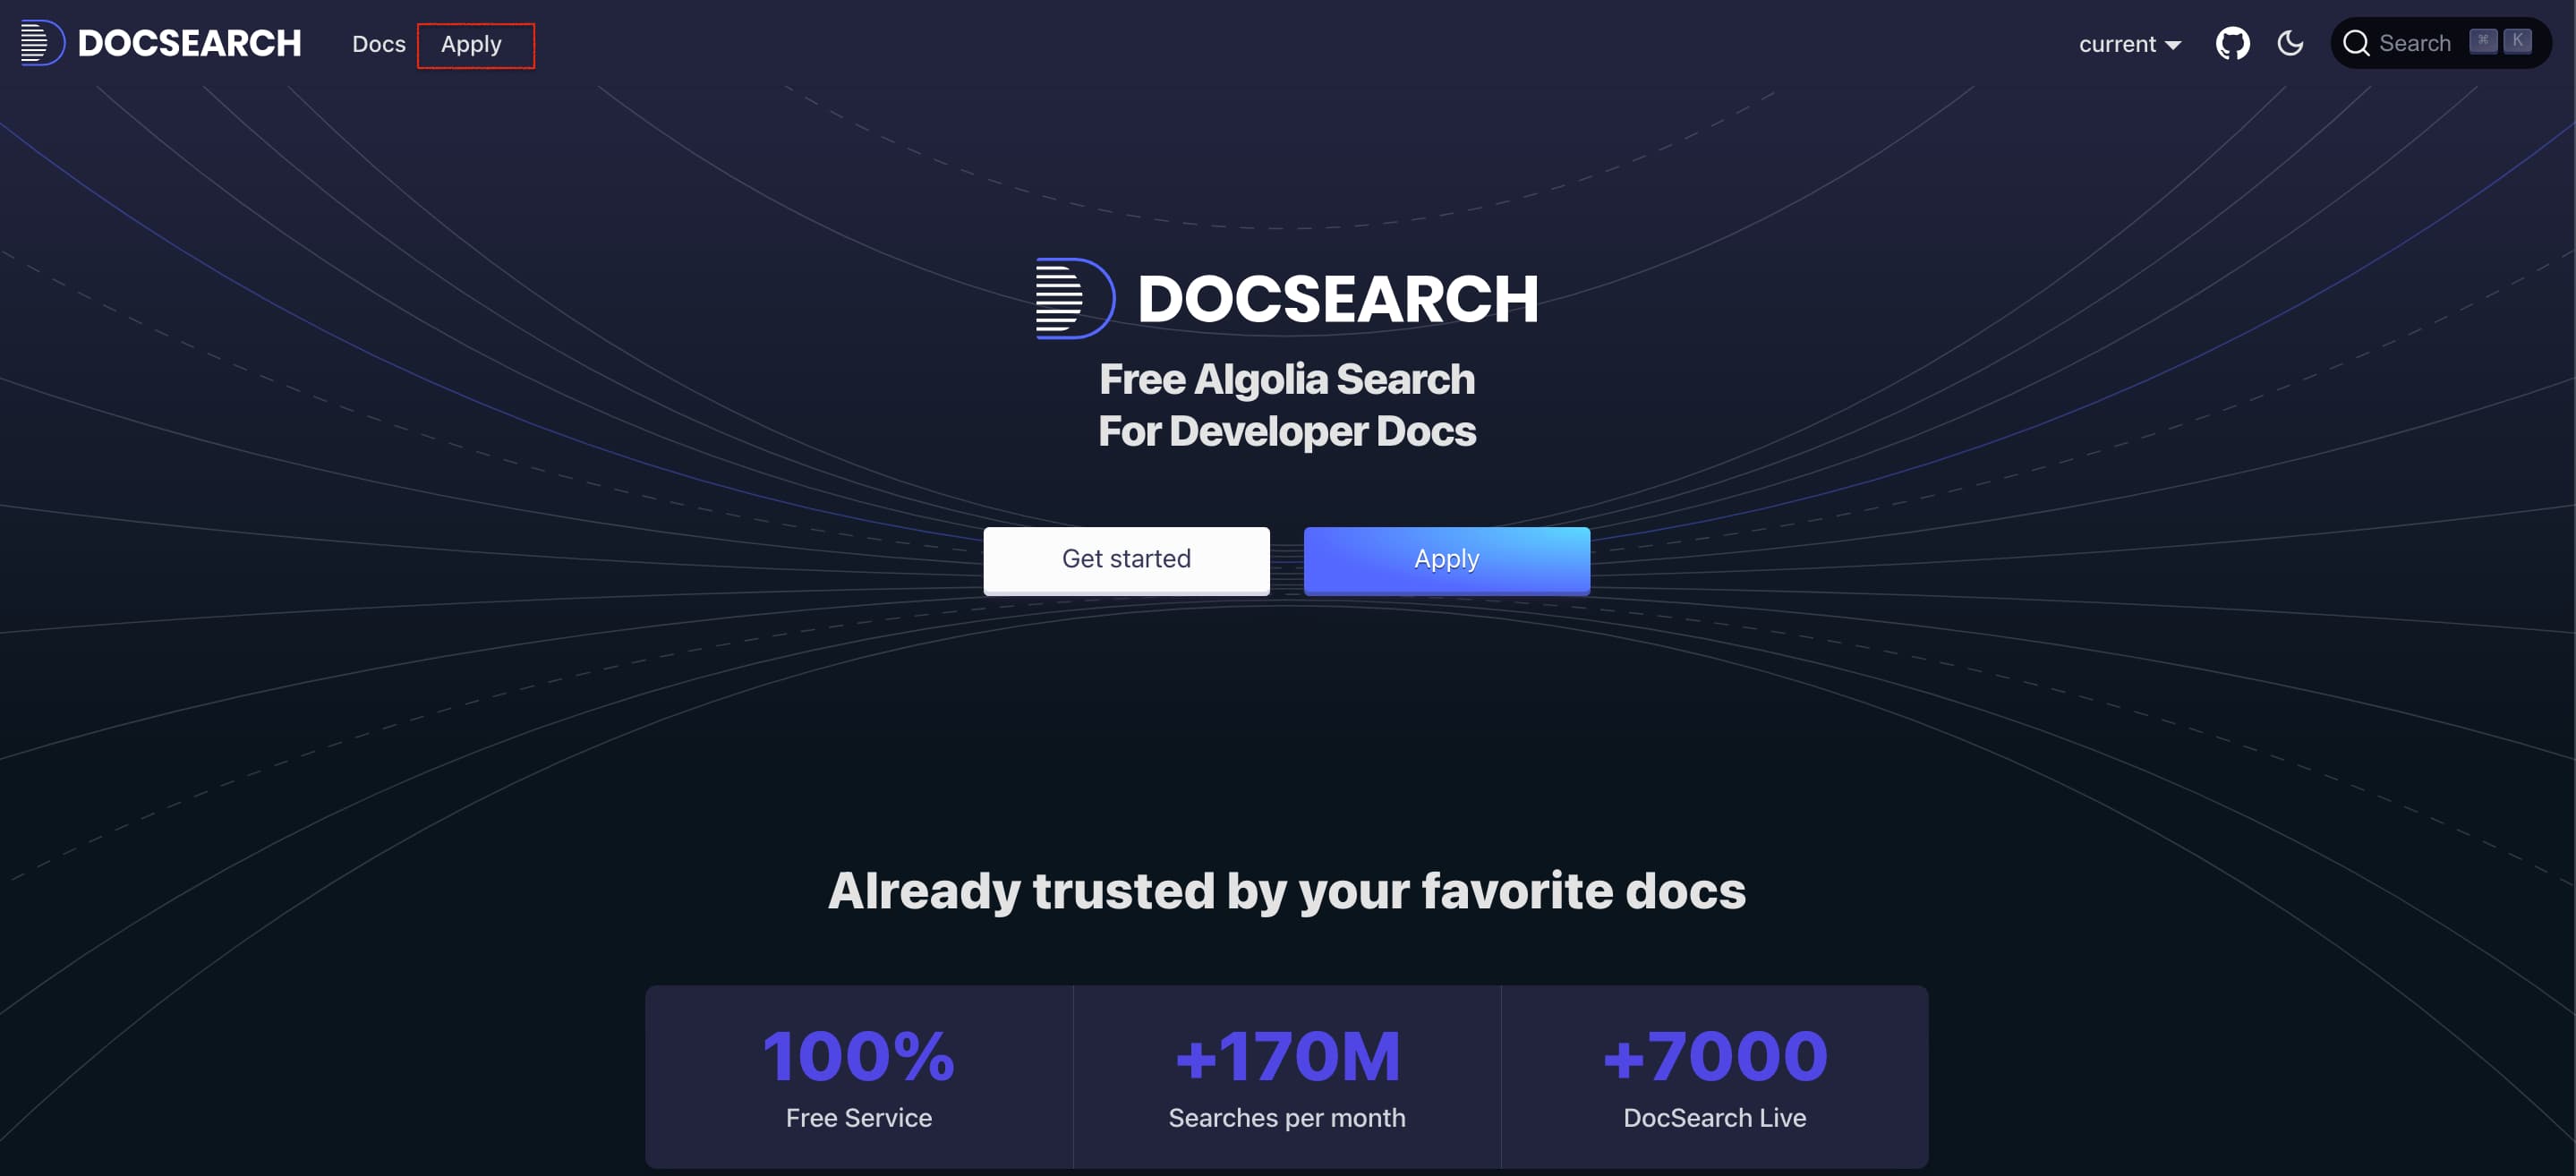 DOCSEARCH Docs Apply current Search ⌘ K
DOCSEARCH
Free Algolia Search
For Developer Docs
Get started Apply
Already trusted by your favorite docs
100% +170M +7000
Free Service Searches per month DocSearch Live